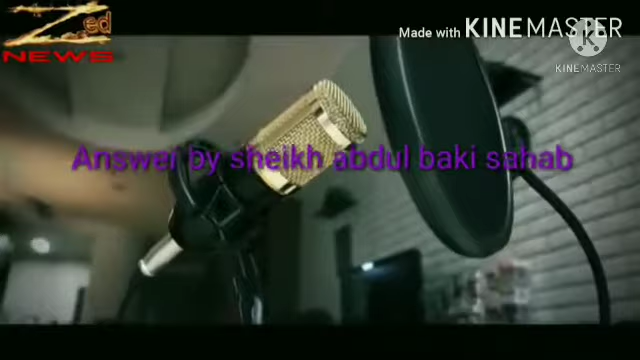 Zed
NEWS
Made with KINEMASTER
KINEMASTER
Answer by sheikh abdul baki sahab